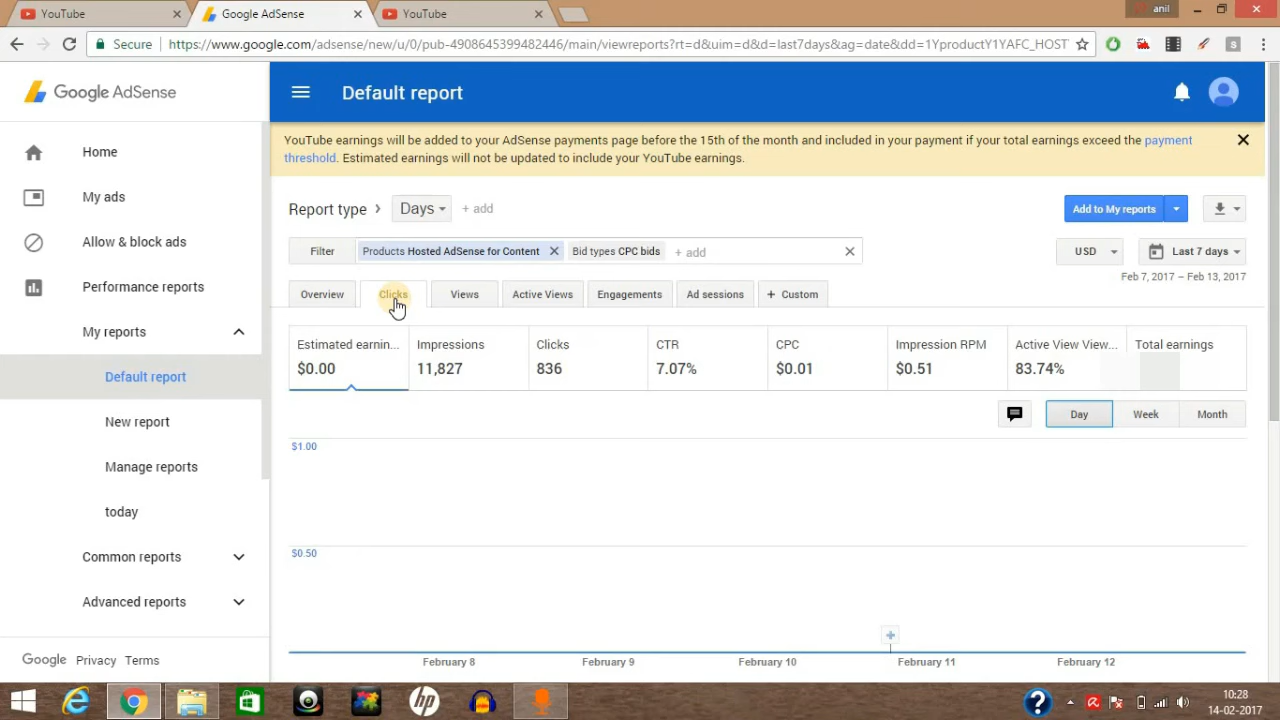 YouTube
Google AdSense
YouTube
anil
Secure
https://www.google.com/adsense/new/u/0/pub-4908645399482446/main/viewreports?rt=d&uim=d&d=last7days&ag=date&tid=1YproductY1YAFC_HOST
Google AdSense
Default report
YouTube earnings will be added to your AdSense payments page before the 15th of the month and included in your payment if your total earnings exceed the payment
threshold. Estimated earnings will not be updated to include your YouTube earnings.
Home
My ads
Allow & block ads
Performance reports
My reports
Default report
New report
Manage reports
today
Common reports
Advanced reports
Google Privacy Terms
Report type Days + add
Add to My reports
Filter Products Hosted AdSense for Content Bid types CPC bids + add
USD Last 7 days
Feb 7, 2017 – Feb 13, 2017
Overview Clicks Views Active Views Engagements Ad sessions + Custom
Estimated earnin... Impressions Clicks CTR CPC Impression RPM Active View View... Total earnings
$0.00 11,827 836 7.07% $0.01 $0.51 83.74%
Day Week Month
$1.00
$0.50
February 8 February 9 February 10 February 11 February 12
10:28
14-02-2017